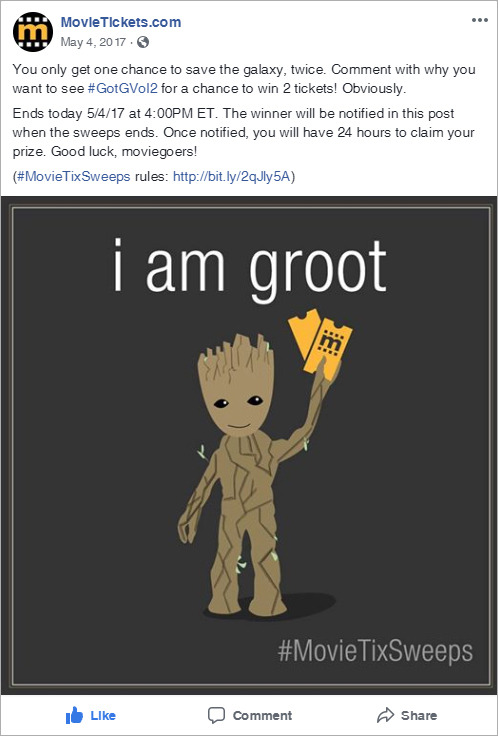 MovieTickets.com
May 4, 2017 ·
You only get one chance to save the galaxy, twice. Comment with why you
want to see #GotGVol2 for a chance to win 2 tickets! Obviously.
Ends today 5/4/17 at 4:00PM ET. The winner will be notified in this post
when the sweeps ends. Once notified, you will have 24 hours to claim your
prize. Good luck, moviegoers!
(#MovieTixSweeps rules: http://bit.ly/2qJly5A)
i am groot
m
#MovieTixSweeps
Like
Comment
Share